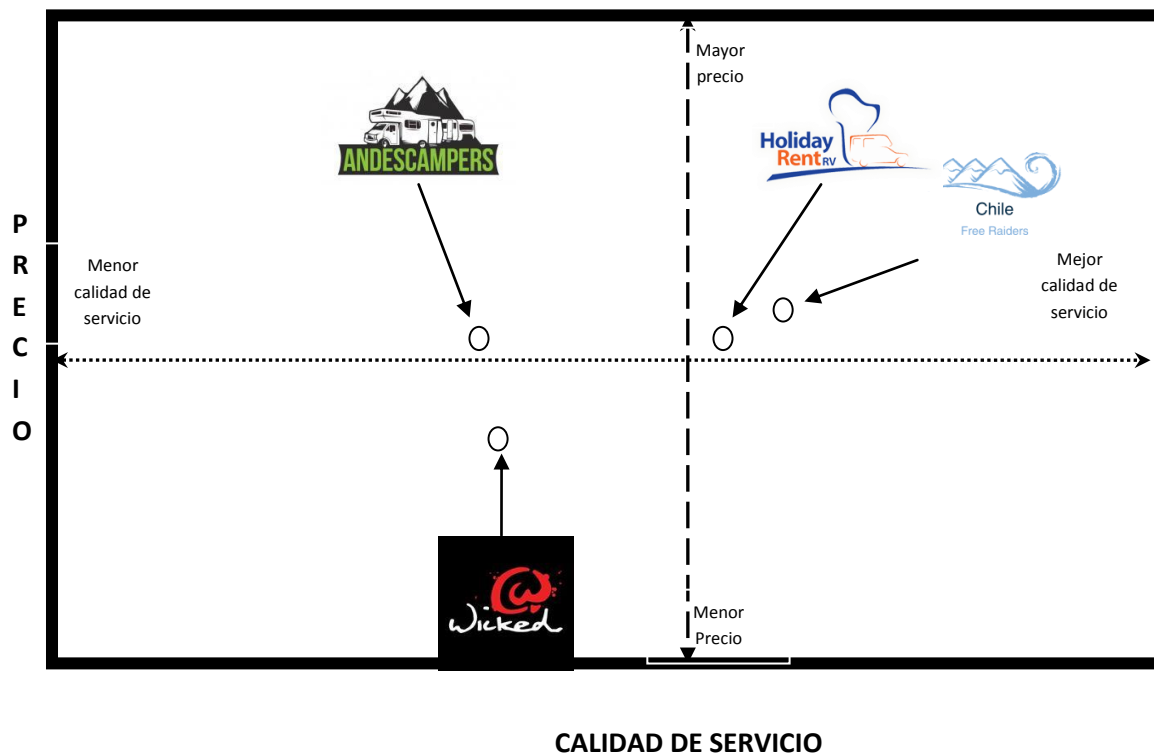 Mayor
precio
ANDESCAMPERS
Holiday
Rent RV
Chile
Free Raiders
P
R
E
C
I
O
Menor
calidad de
servicio
Mejor
calidad de
servicio
Wicked
Menor
Precio
CALIDAD DE SERVICIO